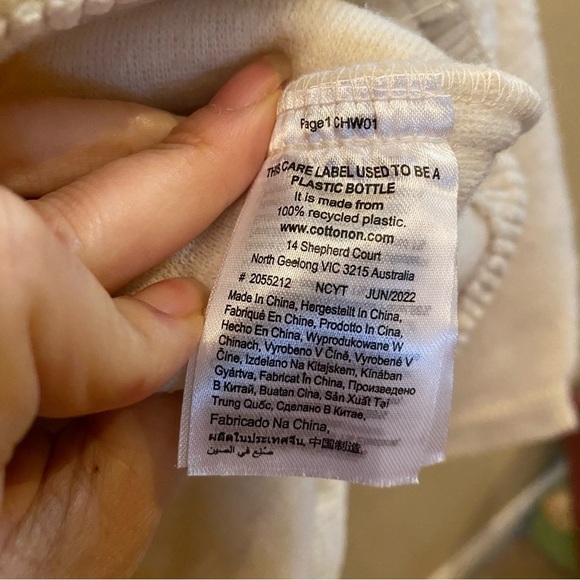 Page1 CHW01
THIS CARE LABEL USED TO BE A
PLASTIC BOTTLE
It is made from
100% recycled plastic.
www.cottonon.com
14 Shepherd Court
North Geelong VIC 3215 Australia
# 2055212 NCYT JUN/2022
Made In China, Hergestellt In China,
Fabriqué En Chine, Prodotto In Cina,
Hecho En China, Wyprodukowane W
Chinach, Vyrobeno V Číně, Vyrobené V
Číne, Izdelano Na Kitajskem, Kínában
Gyártva, Fabricat În China, Произведено
В Китай, Buatan Cina, Sản Xuất Tại
Trung Quốc, Сделано В Китае,
Fabricado Na China,
ผลิตในประเทศจีน, 中国制造,
صنع في الصين